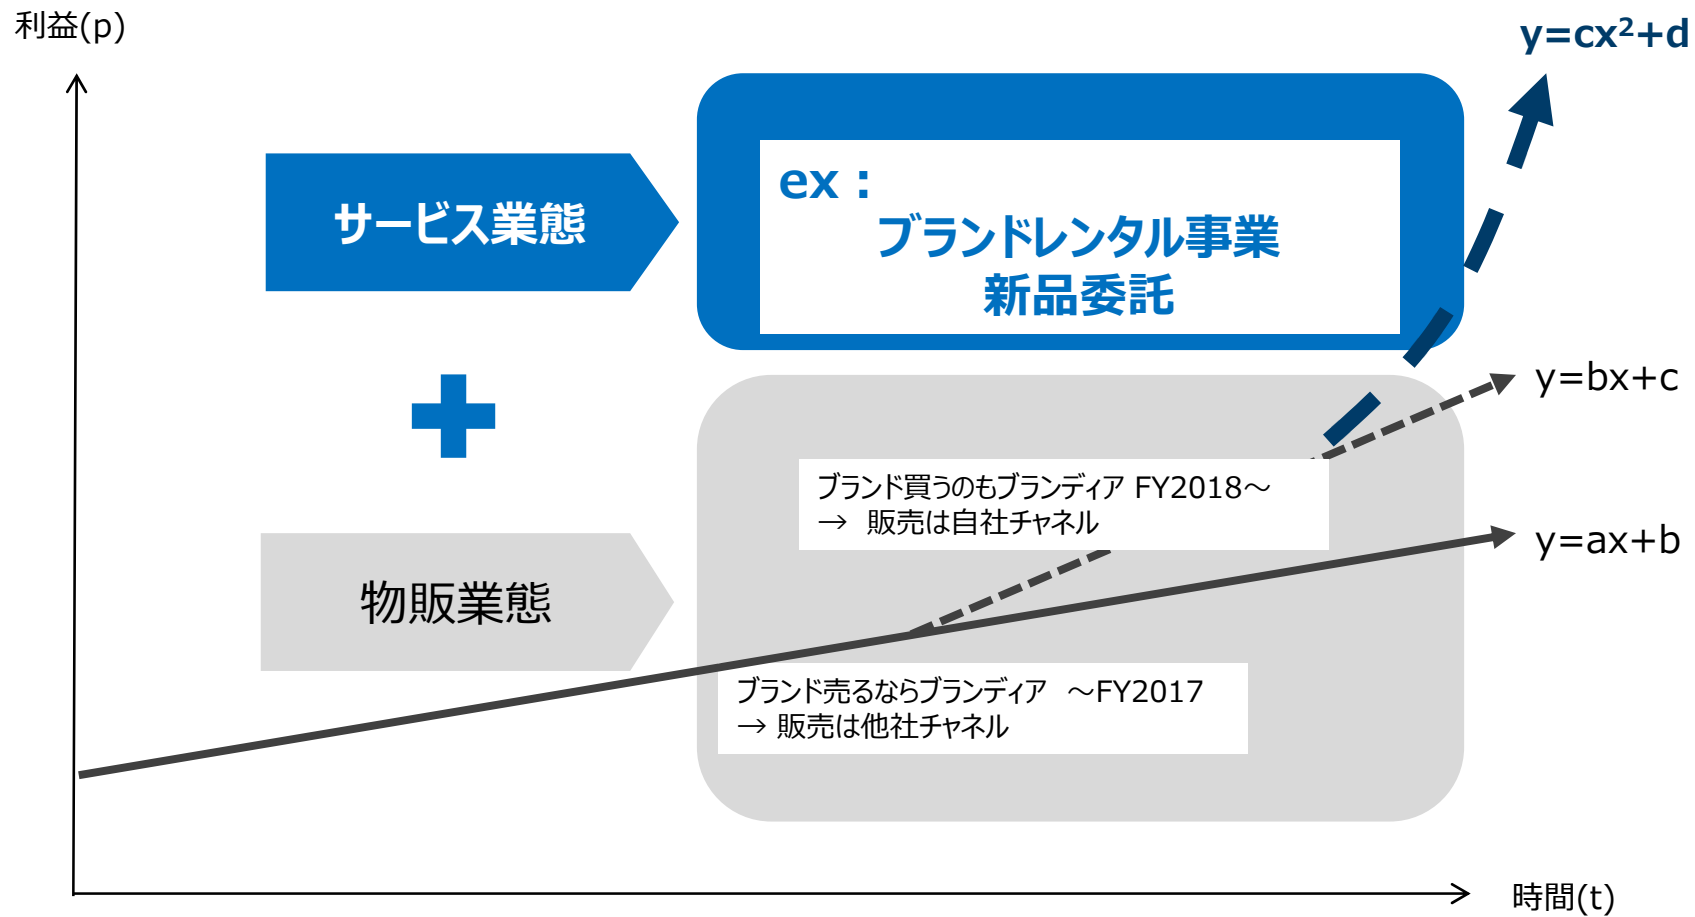 利益(p)
y=cx²+d
サービス業態
ex：
ブランドレンタル事業
新品委託
y=bx+c
ブランド買うのもブランディア FY2018～
→ 販売は自社チャネル
y=ax+b
物販業態
ブランド売るならブランディア　～FY2017
→ 販売は他社チャネル
時間(t)